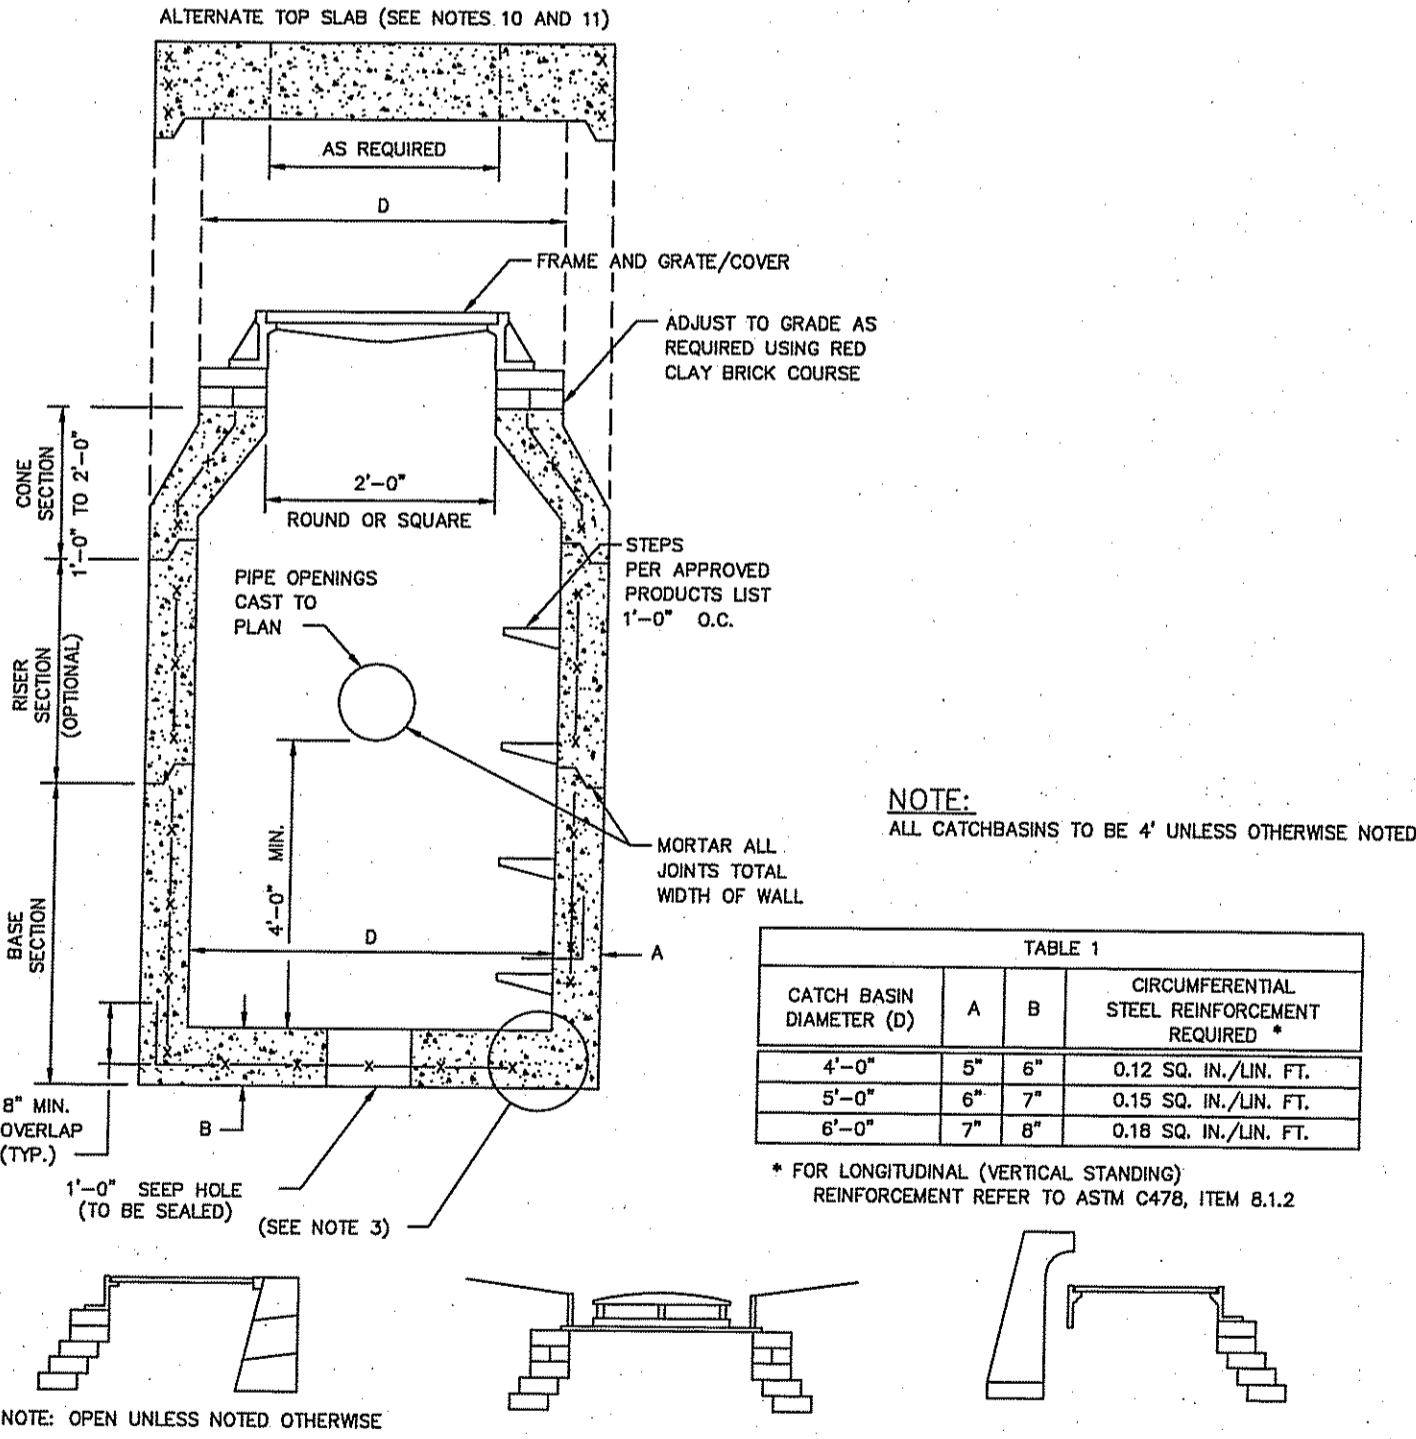 ALTERNATE TOP SLAB (SEE NOTES 10 AND 11)
AS REQUIRED
D
FRAME AND GRATE/COVER
ADJUST TO GRADE AS
REQUIRED USING RED
CLAY BRICK COURSE
CONE
SECTION
1'-0" TO 2'-0"
2'-0"
ROUND OR SQUARE
STEPS
PER APPROVED
PRODUCTS LIST
1'-0" O.C.
PIPE OPENINGS
CAST TO
PLAN
RISER
SECTION
(OPTIONAL)
4'-0" MIN.
MORTAR ALL
JOINTS TOTAL
WIDTH OF WALL
NOTE:
ALL CATCHBASINS TO BE 4' UNLESS OTHERWISE NOTED
BASE
SECTION
D
A
TABLE 1
CATCH BASIN
DIAMETER (D)
A
B
CIRCUMFERENTIAL
STEEL REINFORCEMENT
REQUIRED *
4'-0" 5" 6" 0.12 SQ. IN./LIN. FT.
5'-0" 6" 7" 0.15 SQ. IN./LIN. FT.
6'-0" 7" 8" 0.18 SQ. IN./LIN. FT.
* FOR LONGITUDINAL (VERTICAL STANDING)
REINFORCEMENT REFER TO ASTM C478, ITEM 8.1.2
8" MIN.
OVERLAP
(TYP.)
B
1'-0" SEEP HOLE
(TO BE SEALED)
(SEE NOTE 3)
NOTE: OPEN UNLESS NOTED OTHERWISE